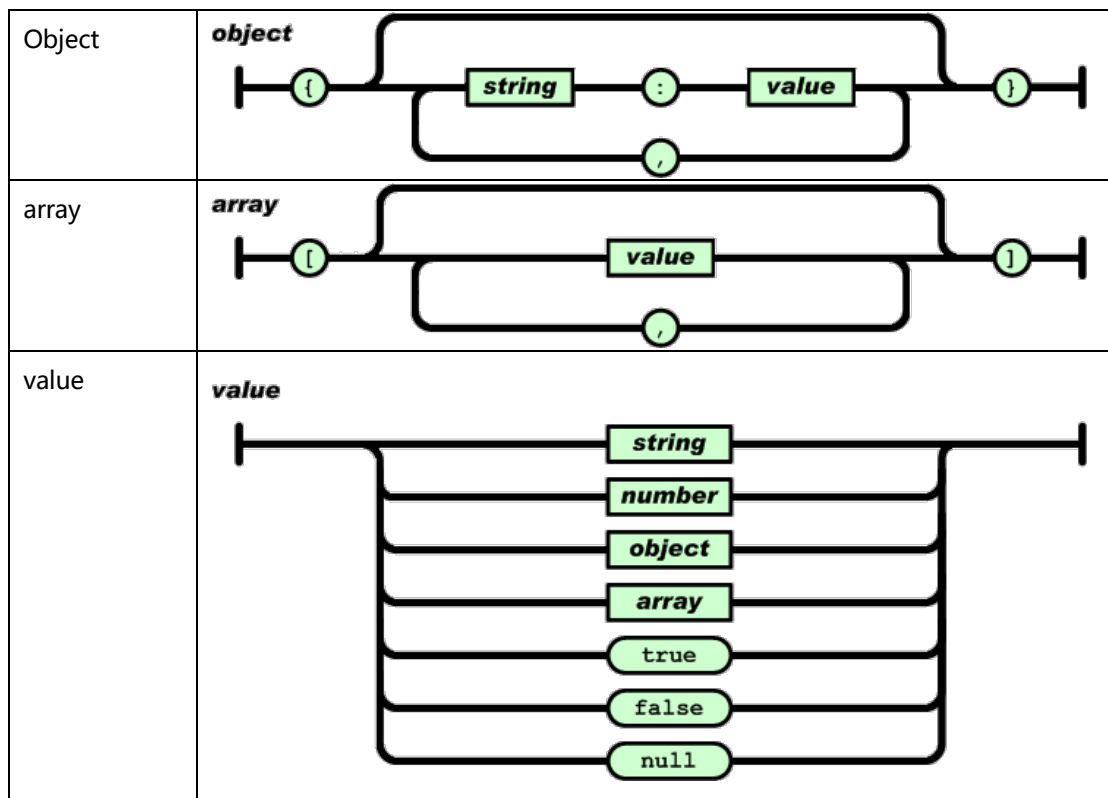 Object
object
{ string : value }
,
array
array
[ value ]
,
value
value
string
number
object
array
true
false
null